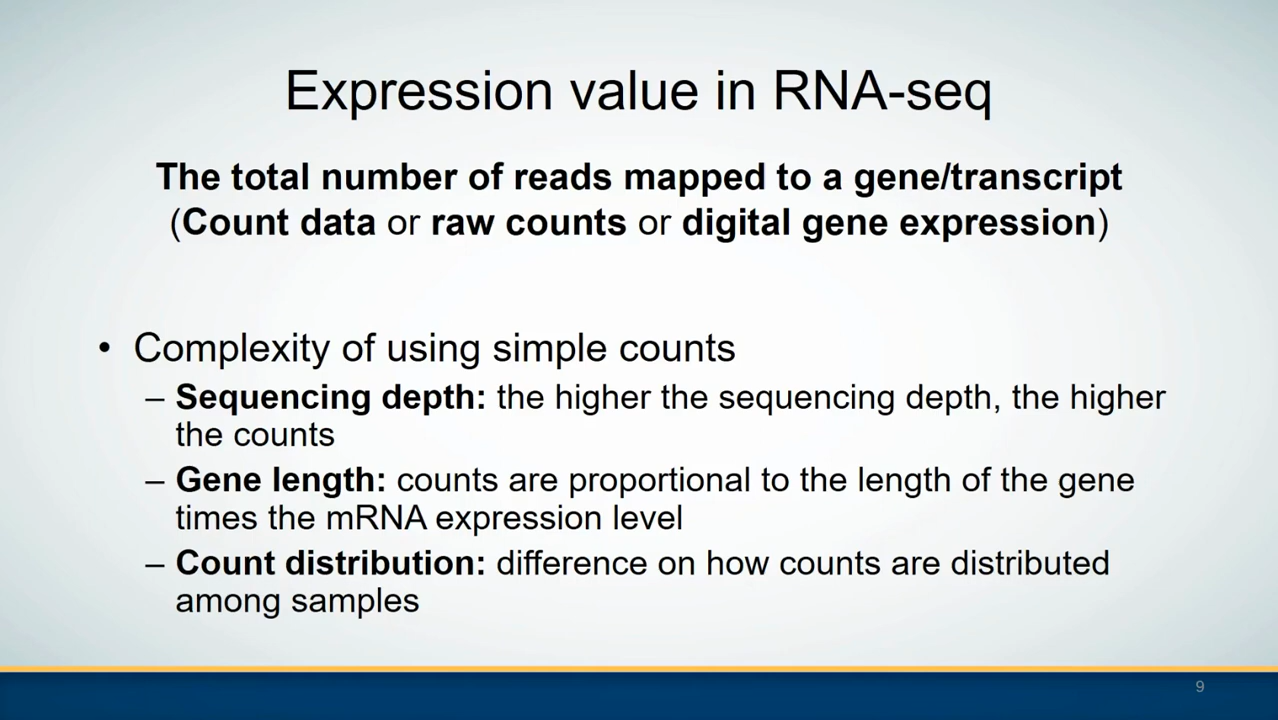 Expression value in RNA-seq
The total number of reads mapped to a gene/transcript
(Count data or raw counts or digital gene expression)
• Complexity of using simple counts
– Sequencing depth: the higher the sequencing depth, the higher
the counts
– Gene length: counts are proportional to the length of the gene
times the mRNA expression level
– Count distribution: difference on how counts are distributed
among samples
9